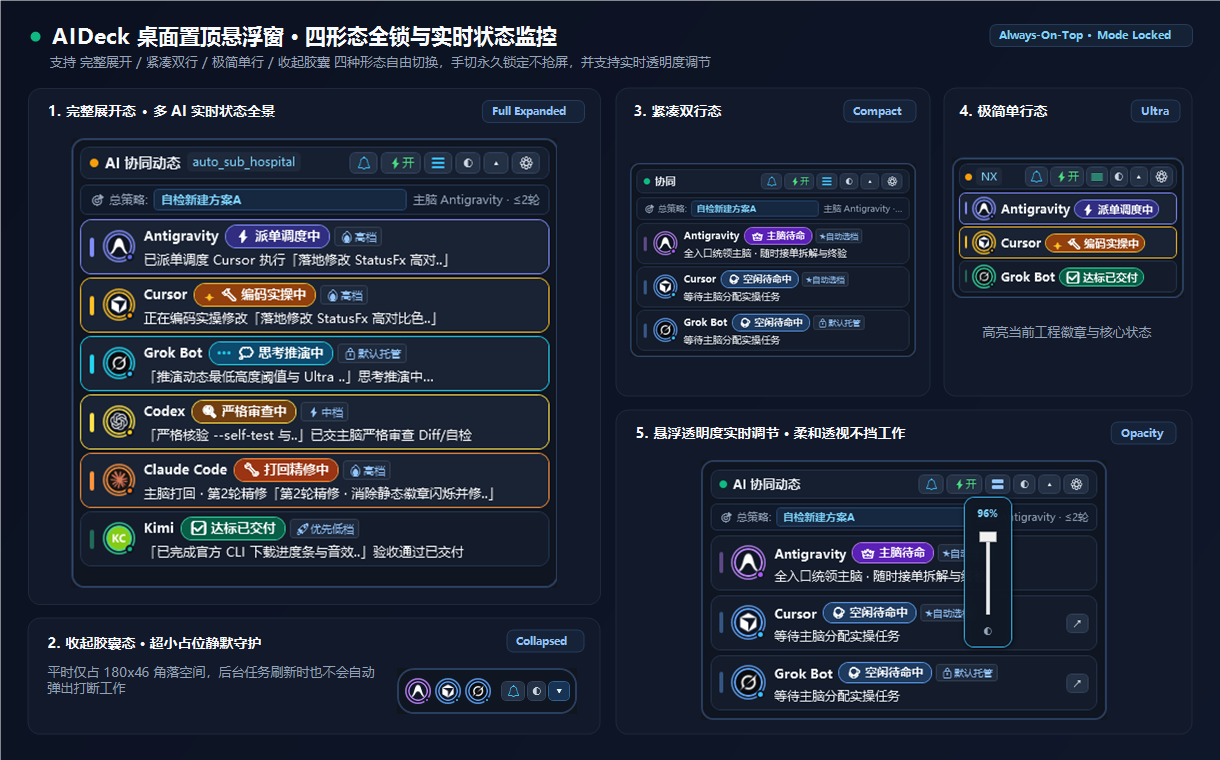 AIDeck 桌面置顶悬浮窗 • 四形态全锁与实时状态监控
Always-On-Top • Mode Locked
支持 完整展开 / 紧凑双行 / 极简单行 / 收起胶囊 四种形态自由切换，手切永久锁定不抢屏，并支持实时透明度调节
1. 完整展开态 • 多 AI 实时状态全景
Full Expanded
AI 协同动态 auto_sub_hospital
开
总策略: 自检新建方案A 主脑 Antigravity · ≤2轮
Antigravity 派单调度中 高档
已派单调度 Cursor 执行「落地修改 StatusFx 高对..」
Cursor 编码实操中 高档
正在编码实操修改「落地修改 StatusFx 高对比色..」
Grok Bot 思考推演中 默认托管
「推演动态最低高度阈值与 Ultra ..」思考推演中...
Codex 严格审查中 中档
「严格核验 --self-test 与..」已交主脑严格审查 Diff/自检
Claude Code 打回精修中 高档
主脑打回 · 第2轮精修「第2轮精修 · 消除静态徽章闪烁并修..」
KC
Kimi 达标已交付 优先低档
「已完成官方 CLI 下载进度条与音效..」验收通过已交付
2. 收起胶囊态 • 超小占位静默守护
Collapsed
平时仅占 180x46 角落空间，后台任务刷新时也不会自动
弹出打断工作
3. 紧凑双行态
Compact
协同
开
总策略: 自检新建方案A 主脑 Antigravity ·...
Antigravity 主脑待命 ★自动选档
全入口统领主脑 · 随时接单拆解与终验
Cursor 空闲待命中 ★自动选档
等待主脑分配实操任务
Grok Bot 空闲待命中 默认托管
等待主脑分配实操任务
4. 极简单行态
Ultra
NX
开
Antigravity 派单调度中
Cursor 编码实操中
Grok Bot 达标已交付
高亮当前工程徽章与核心状态
5. 悬浮透明度实时调节 • 柔和透视不挡工作
Opacity
AI 协同动态
开
96%
总策略: 自检新建方案A tigravity · ≤2轮
Antigravity 主脑待命 ★自
全入口统领主脑 · 随时接单拆解与
Cursor 空闲待命中 ★自动选
等待主脑分配实操任务
Grok Bot 空闲待命中 默认托管
等待主脑分配实操任务